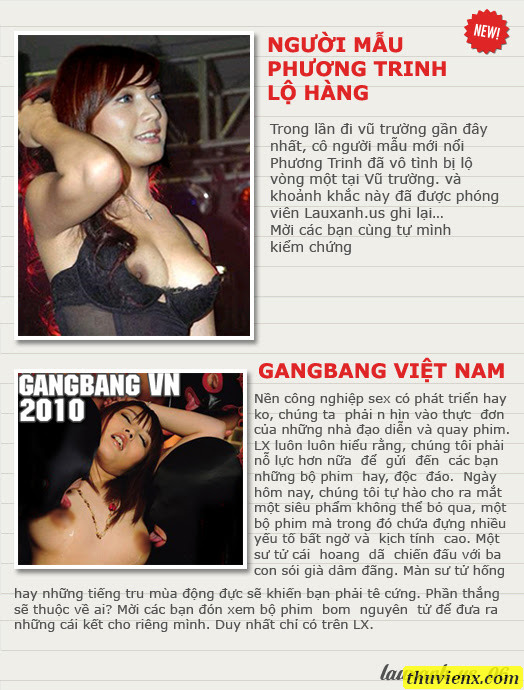 NEW!
NGƯỜI MẪU
PHƯƠNG TRINH
LỘ HÀNG
Trong lần đi vũ trường gần đây
nhất, cô người mẫu mới nổi
Phương Trinh đã vô tình bị lộ
vòng một tại Vũ trường. và
khoảnh khắc này đã được phóng
viên Lauxanh.us ghi lại...
Mời các bạn cùng tự mình
kiểm chứng
GANGBANG VIỆT NAM
GANGBANG VN
2010
Nền công nghiệp sex có phát triển hay
ko, chúng ta phải n hìn vào thực đơn
của những nhà đạo diễn và quay phim.
LX luôn luôn hiểu rằng, chúng tôi phải
nỗ lực hơn nữa để gửi đến các bạn
những bộ phim hay, độc đáo. Ngày
hôm nay, chúng tôi tự hào cho ra mắt
một siêu phẩm không thể bỏ qua, một
bộ phim mà trong đó chứa đựng nhiều
yếu tố bất ngờ và kịch tính cao. Một
sư tử cái hoang dã chiến đấu với ba
con sói già dâm đãng. Màn sư tử hống
hay những tiếng tru mùa động đực sẽ khiến bạn phải tê cứng. Phần thắng
sẽ thuộc về ai? Mời các bạn đón xem bộ phim bom nguyên tử để đưa ra
những cái kết cho riêng mình. Duy nhất chỉ có trên LX.
thuvienx.com